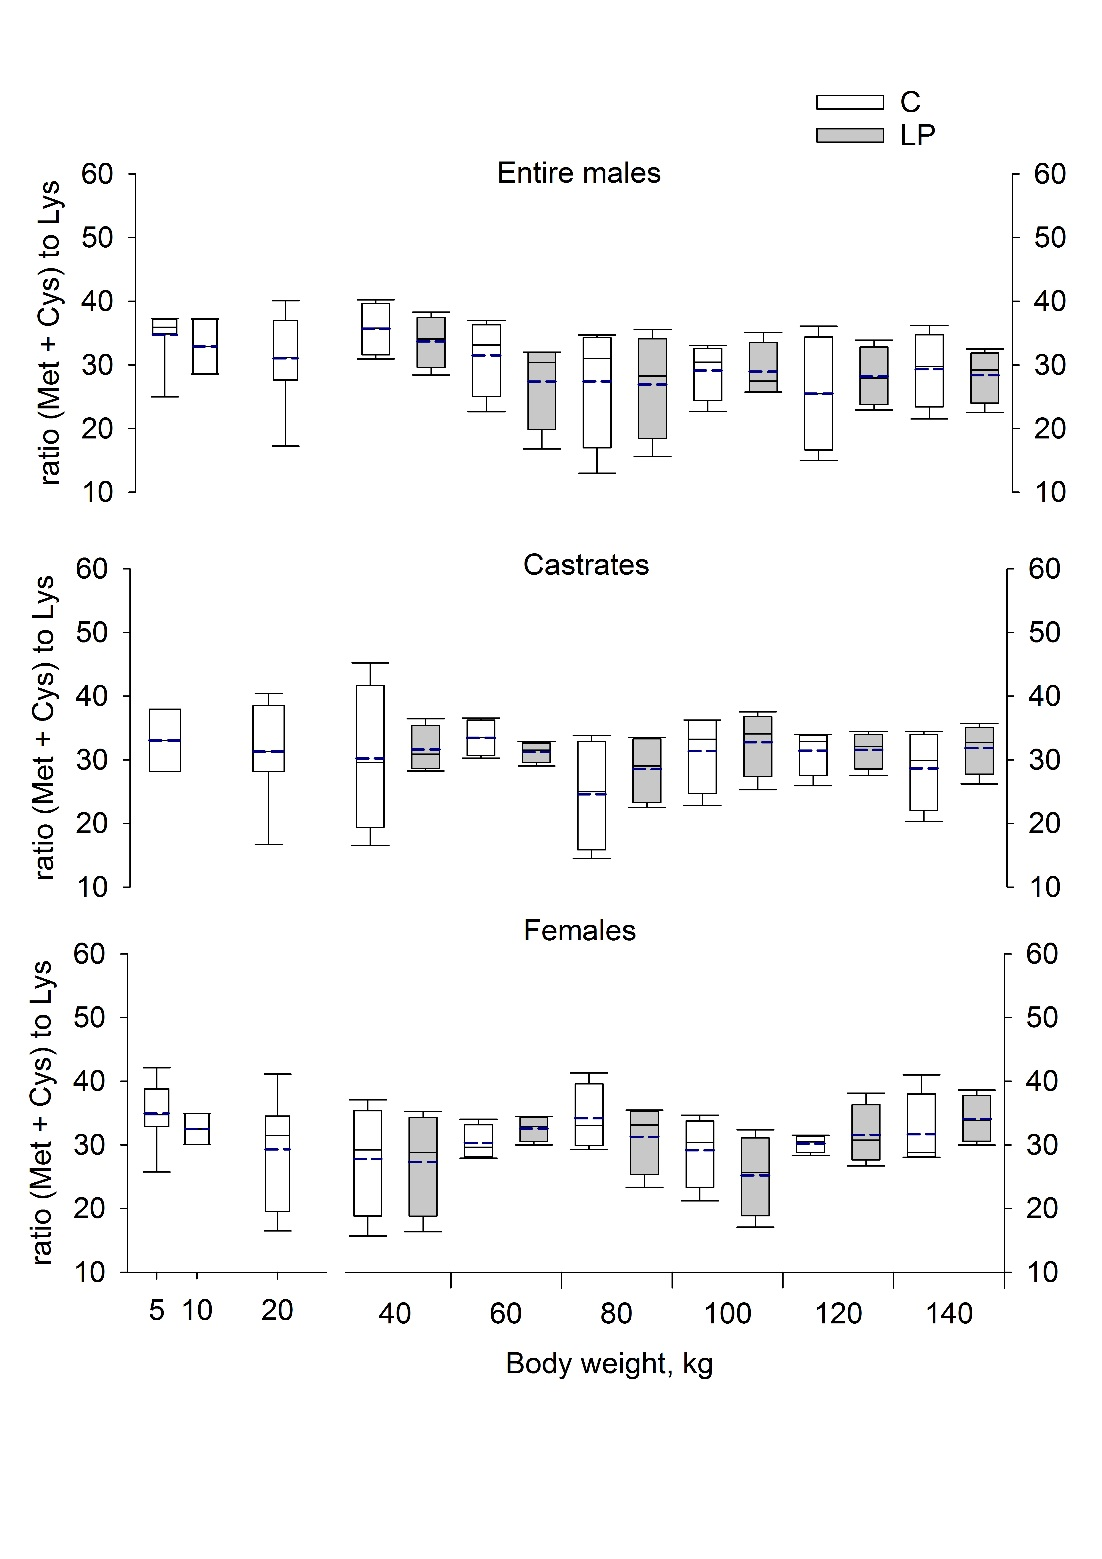 C
LP
Entire males
ratio (Met + Cys) to Lys
60 60
50 50
40 40
30 30
20 20
10 10
Castrates
ratio (Met + Cys) to Lys
60 60
50 50
40 40
30 30
20 20
10 10
Females
ratio (Met + Cys) to Lys
60 60
50 50
40 40
30 30
20 20
10 10
5 10 20 40 60 80 100 120 140
Body weight, kg